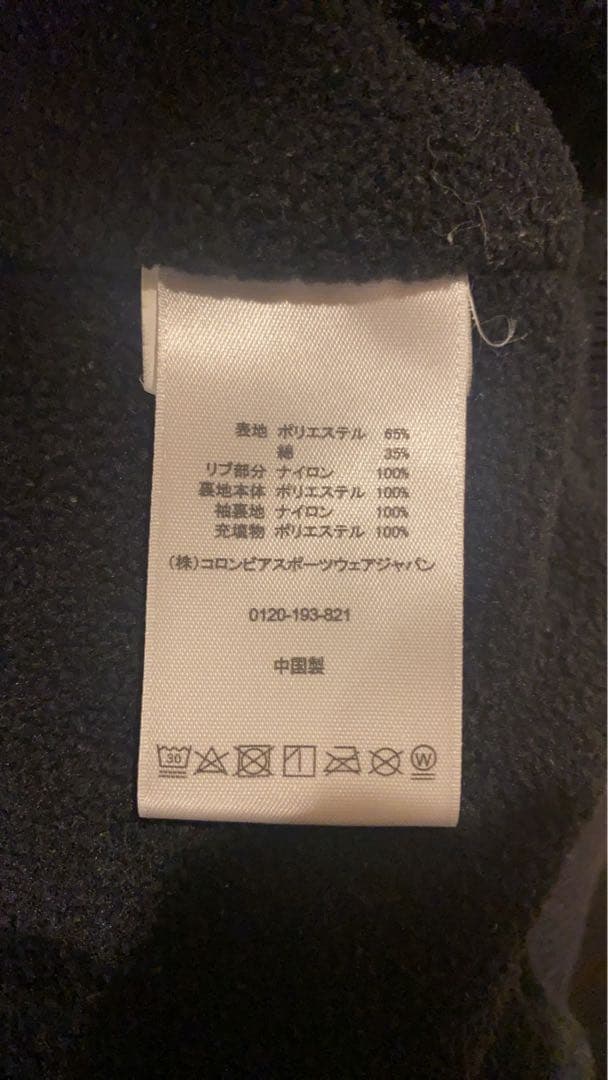 表地 ポリエステル 65%
綿 35%
リブ部分 ナイロン 100%
裏地本体 ポリエステル 100%
袖裏地 ナイロン 100%
充填物 ポリエステル 100%
(株)コロンビアスポーツウェアジャパン
0120-193-821
中国製
30 W